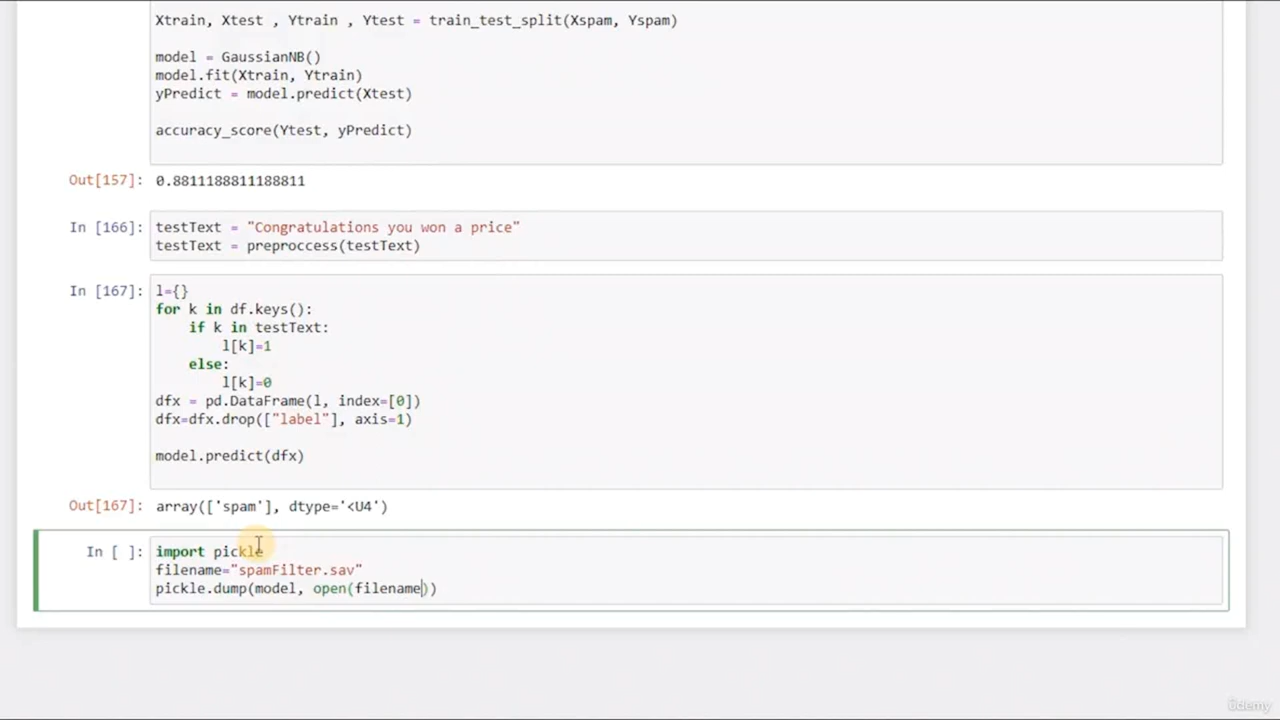 Xtrain, Xtest , Ytrain , Ytest = train_test_split(Xspam, Yspam)
model = GaussianNB()
model.fit(Xtrain, Ytrain)
yPredict = model.predict(Xtest)
accuracy_score(Ytest, yPredict)
Out[157]: 0.8811188811188811
In [166]: testText = "Congratulations you won a price"
testText = preproccess(testText)
In [167]: l={}
for k in df.keys():
    if k in testText:
        l[k]=1
    else:
        l[k]=0
dfx = pd.DataFrame(l, index=[0])
dfx=dfx.drop(["label"], axis=1)
model.predict(dfx)
Out[167]: array(['spam'], dtype='<U4')
In [ ]: import pickle
filename="spamFilter.sav"
pickle.dump(model, open(filename))
ûdemy